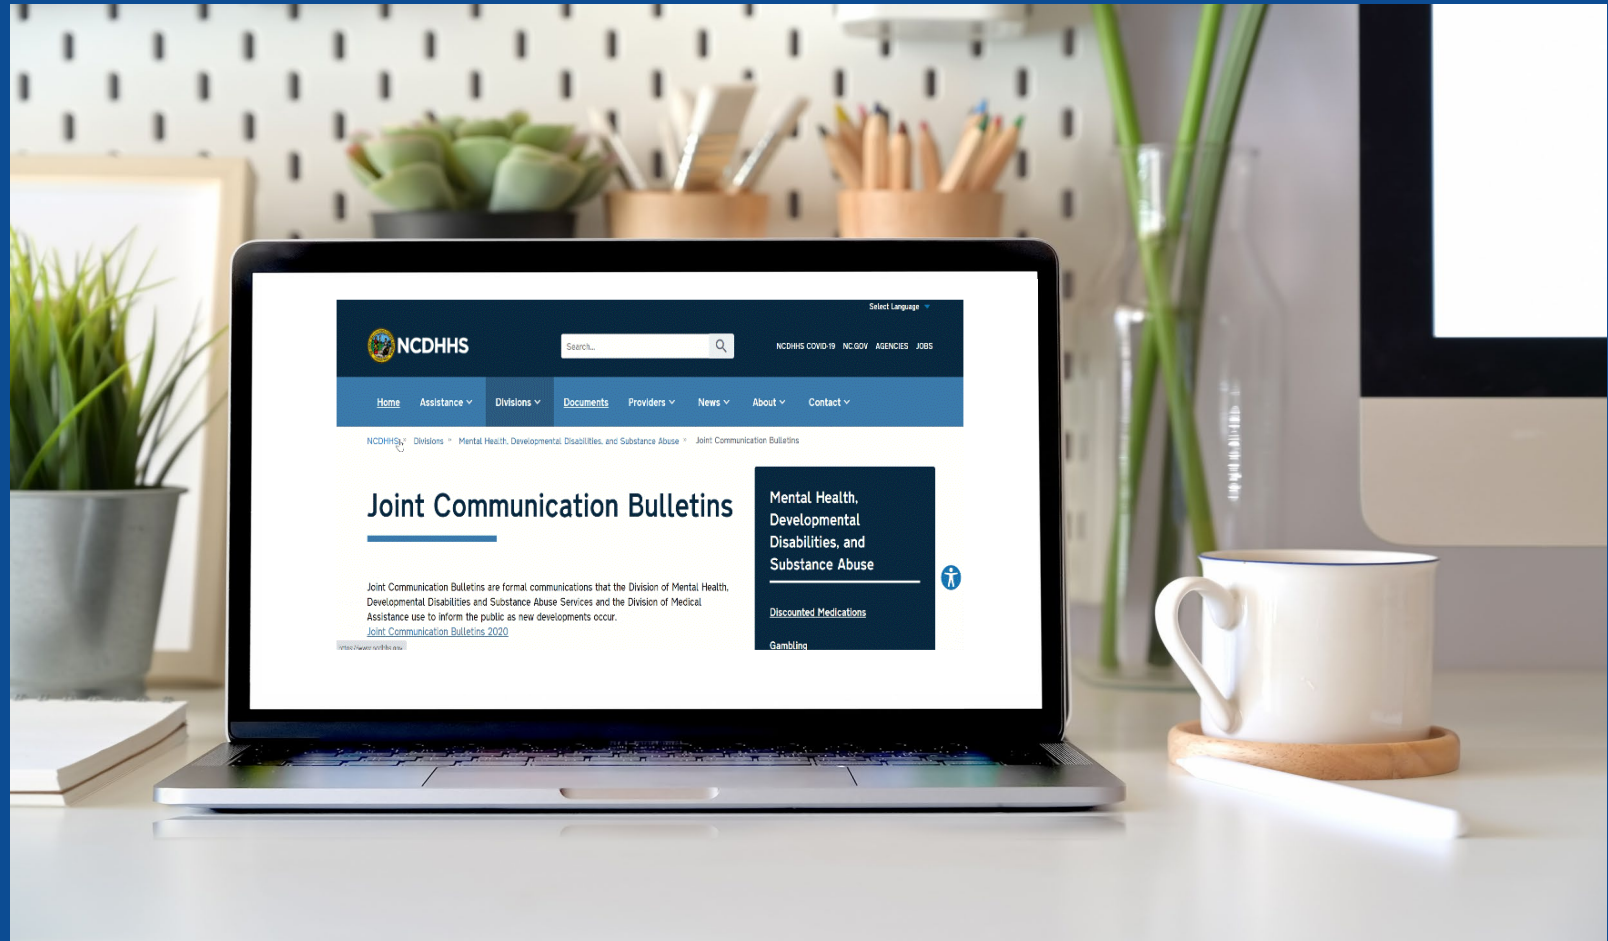 Select Language
NCDHHS
Search...
NCDHHS COVID-19 NC.GOV AGENCIES JOBS
Home Assistance Divisions Documents Providers News About Contact
NCDHHS » Divisions » Mental Health, Developmental Disabilities, and Substance Abuse » Joint Communication Bulletins
Joint Communication Bulletins
Joint Communication Bulletins are formal communications that the Division of Mental Health,
Developmental Disabilities and Substance Abuse Services and the Division of Medical
Assistance use to inform the public as new developments occur.
Joint Communication Bulletins 2020
https://www.ncdhhs.gov
Mental Health,
Developmental
Disabilities, and
Substance Abuse
Discounted Medications
Gambling